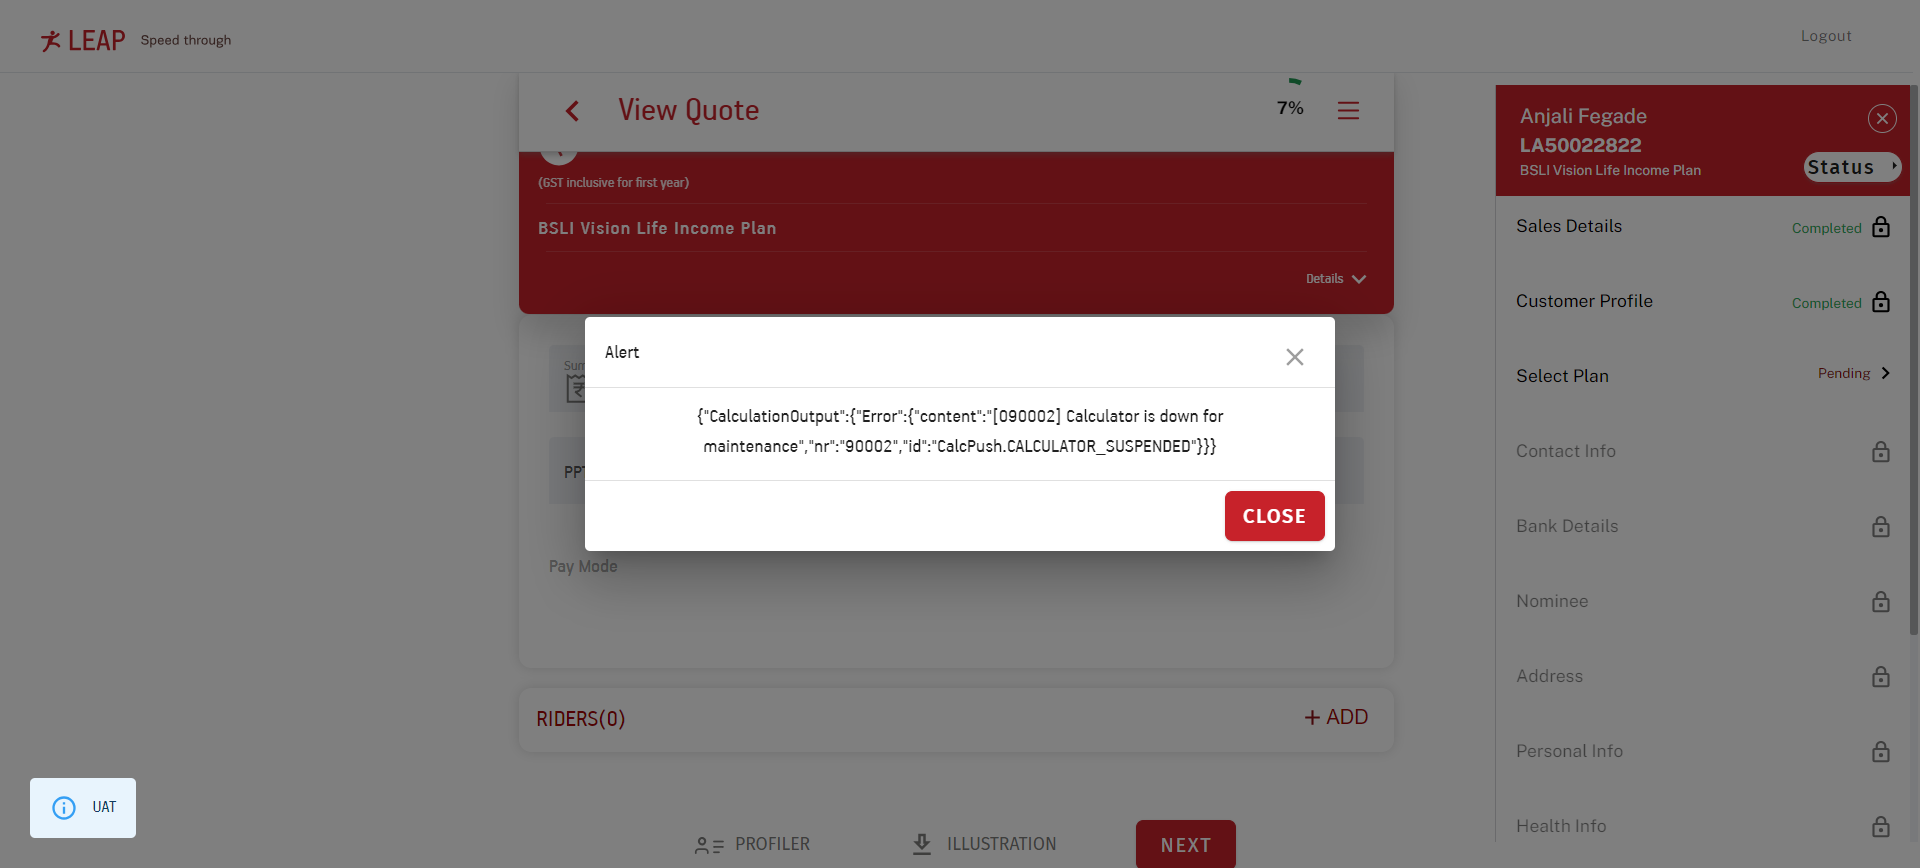 LEAP Speed through
Logout
View Quote
7%
(GST inclusive for first year)
BSLI Vision Life Income Plan
Details
Alert
{"CalculationOutput":{"Error":{"content":"[090002] Calculator is down for
maintenance","nr":"90002","id":"CalcPush.CALCULATOR_SUSPENDED"}}}
CLOSE
Sum
PPT
Pay Mode
RIDERS(0)
+ ADD
PROFILER
ILLUSTRATION
NEXT
UAT
Anjali Fegade
LA50022822
BSLI Vision Life Income Plan
Status
Sales Details Completed
Customer Profile Completed
Select Plan Pending
Contact Info
Bank Details
Nominee
Address
Personal Info
Health Info